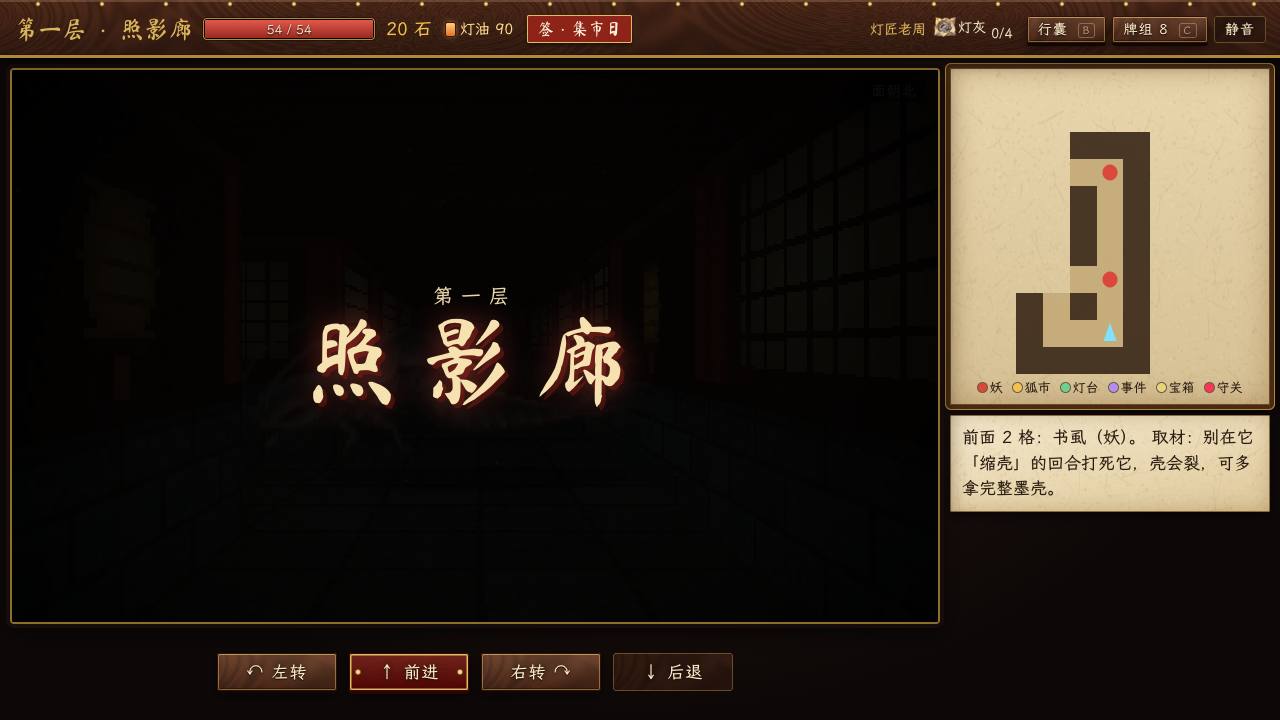 第一层 · 照影廊
54 / 54
20 石
灯油 90
签 · 集市日
灯匠老周
灯灰 0/4
行囊 B
牌组 8 C
静音
面朝北
第一层
照影廊
妖 狐市 灯台 事件 宝箱 守关
前面 2 格：书虱（妖）。 取材：别在它
「缩壳」的回合打死它，壳会裂，可多
拿完整墨壳。
↶ 左转
↑ 前进
右转 ↷
↓ 后退